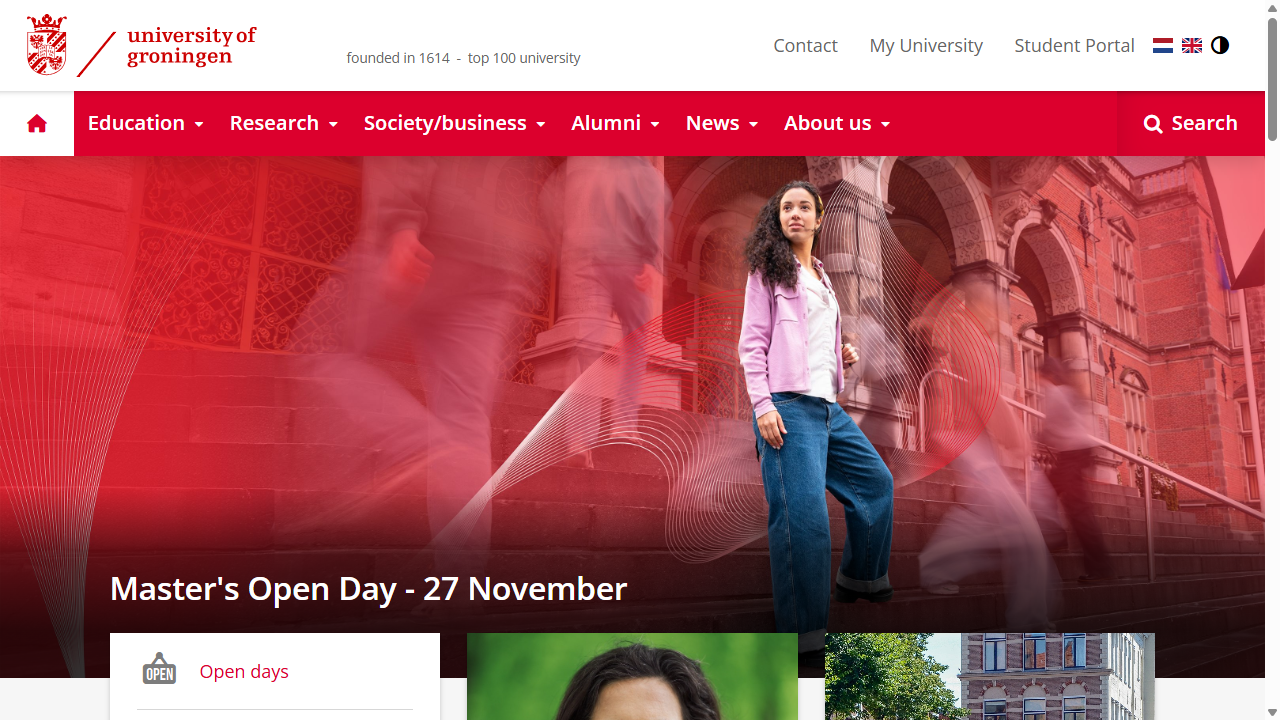 university of
groningen
founded in 1614 - top 100 university
Contact
My University
Student Portal
Education
Research
Society/business
Alumni
News
About us
Search
Master's Open Day - 27 November
OPEN
Open days